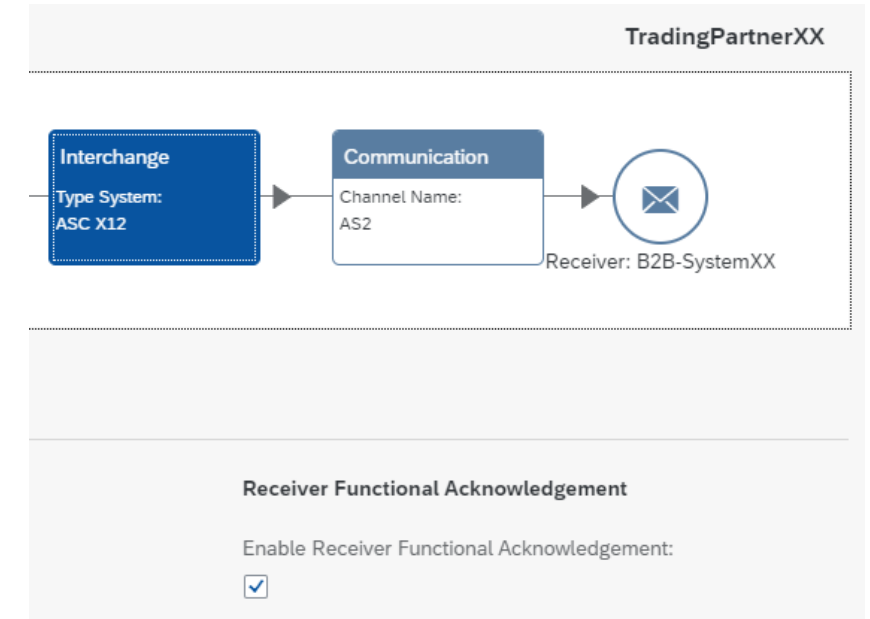 TradingPartnerXX
Interchange
Type System:
ASC X12
Communication
Channel Name:
AS2
Receiver: B2B-SystemXX
Receiver Functional Acknowledgement
Enable Receiver Functional Acknowledgement: